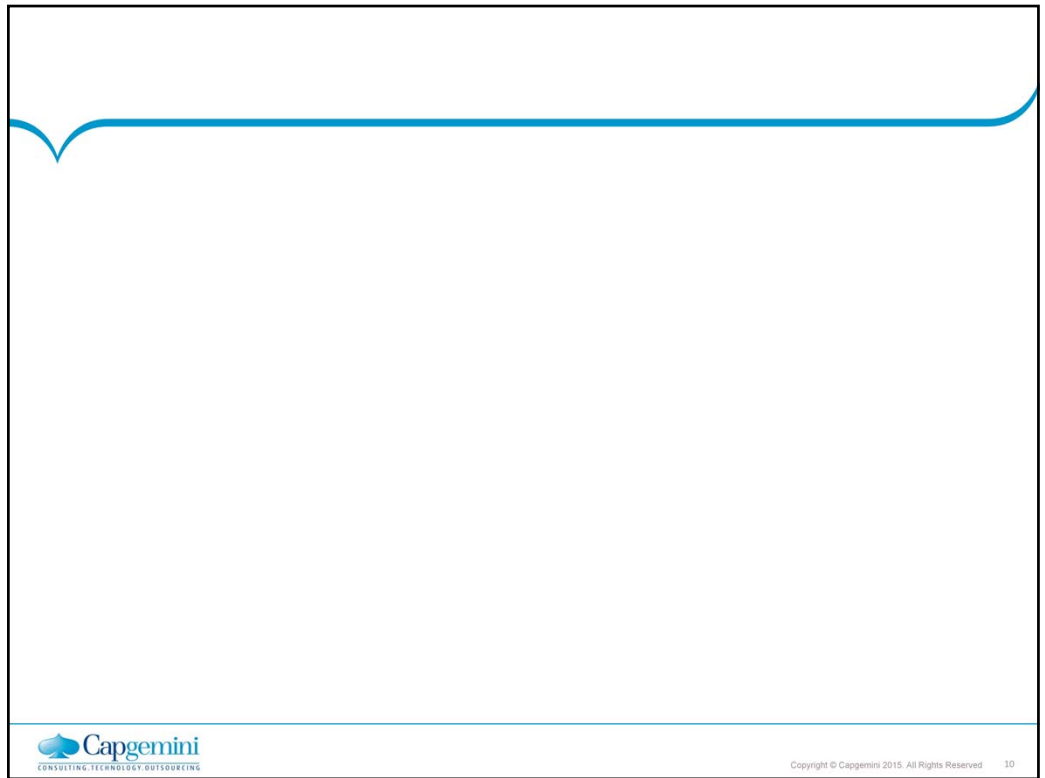 Capgemini
CONSULTING.TECHNOLOGY.OUTSOURCING
Copyright © Capgemini 2015. All Rights Reserved 10